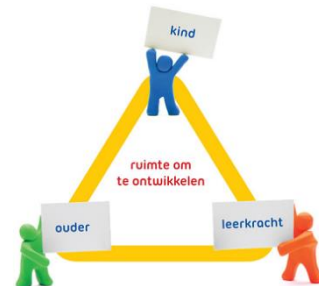 kind
ruimte om
te ontwikkelen
ouder
leerkracht